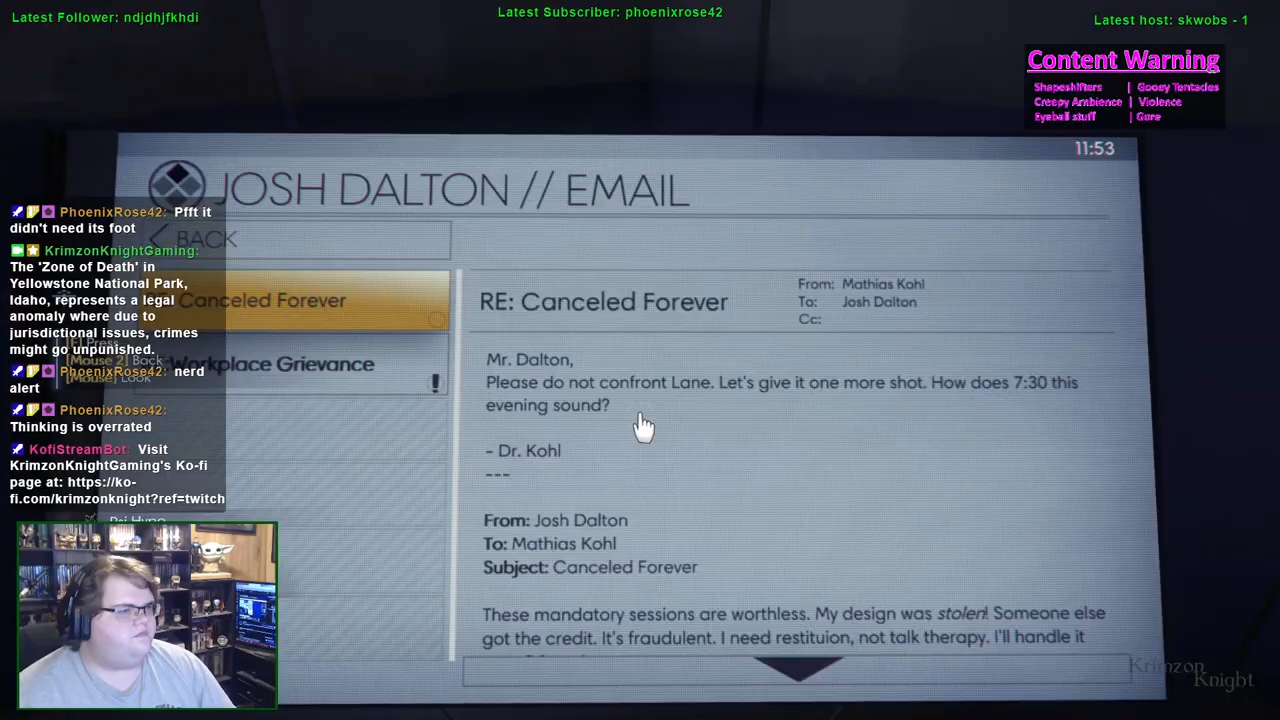 Latest Follower: ndjdhjfkhdi
Latest Subscriber: phoenixrose42
Latest host: skwobs - 1
Content Warning
Shapeshifters | Gooey Tentacles
Creepy Ambience | Violence
Eyeball stuff | Gore
11:53
JOSH DALTON // EMAIL
BACK
Canceled Forever
Workplace Grievance
!
RE: Canceled Forever
From: Mathias Kohl
To: Josh Dalton
Cc:
Mr. Dalton,
Please do not confront Lane. Let's give it one more shot. How does 7:30 this
evening sound?
- Dr. Kohl
---
From: Josh Dalton
To: Mathias Kohl
Subject: Canceled Forever
These mandatory sessions are worthless. My design was stolen! Someone else
got the credit. It's fraudulent. I need restituion, not talk therapy. I'll handle it
PhoenixRose42: Pfft it
didn't need its foot
KrimzonKnightGaming:
The 'Zone of Death' in
Yellowstone National Park,
Idaho, represents a legal
anomaly where due to
jurisdictional issues, crimes
might go unpunished.
[F] Press
[Mouse 2] Back
[Mouse] Look
PhoenixRose42: nerd
alert
PhoenixRose42:
Thinking is overrated
KofiStreamBot: Visit
KrimzonKnightGaming's Ko-fi
page at: https://ko-
fi.com/krimzonknight?ref=twitch
Krimzon
Knight